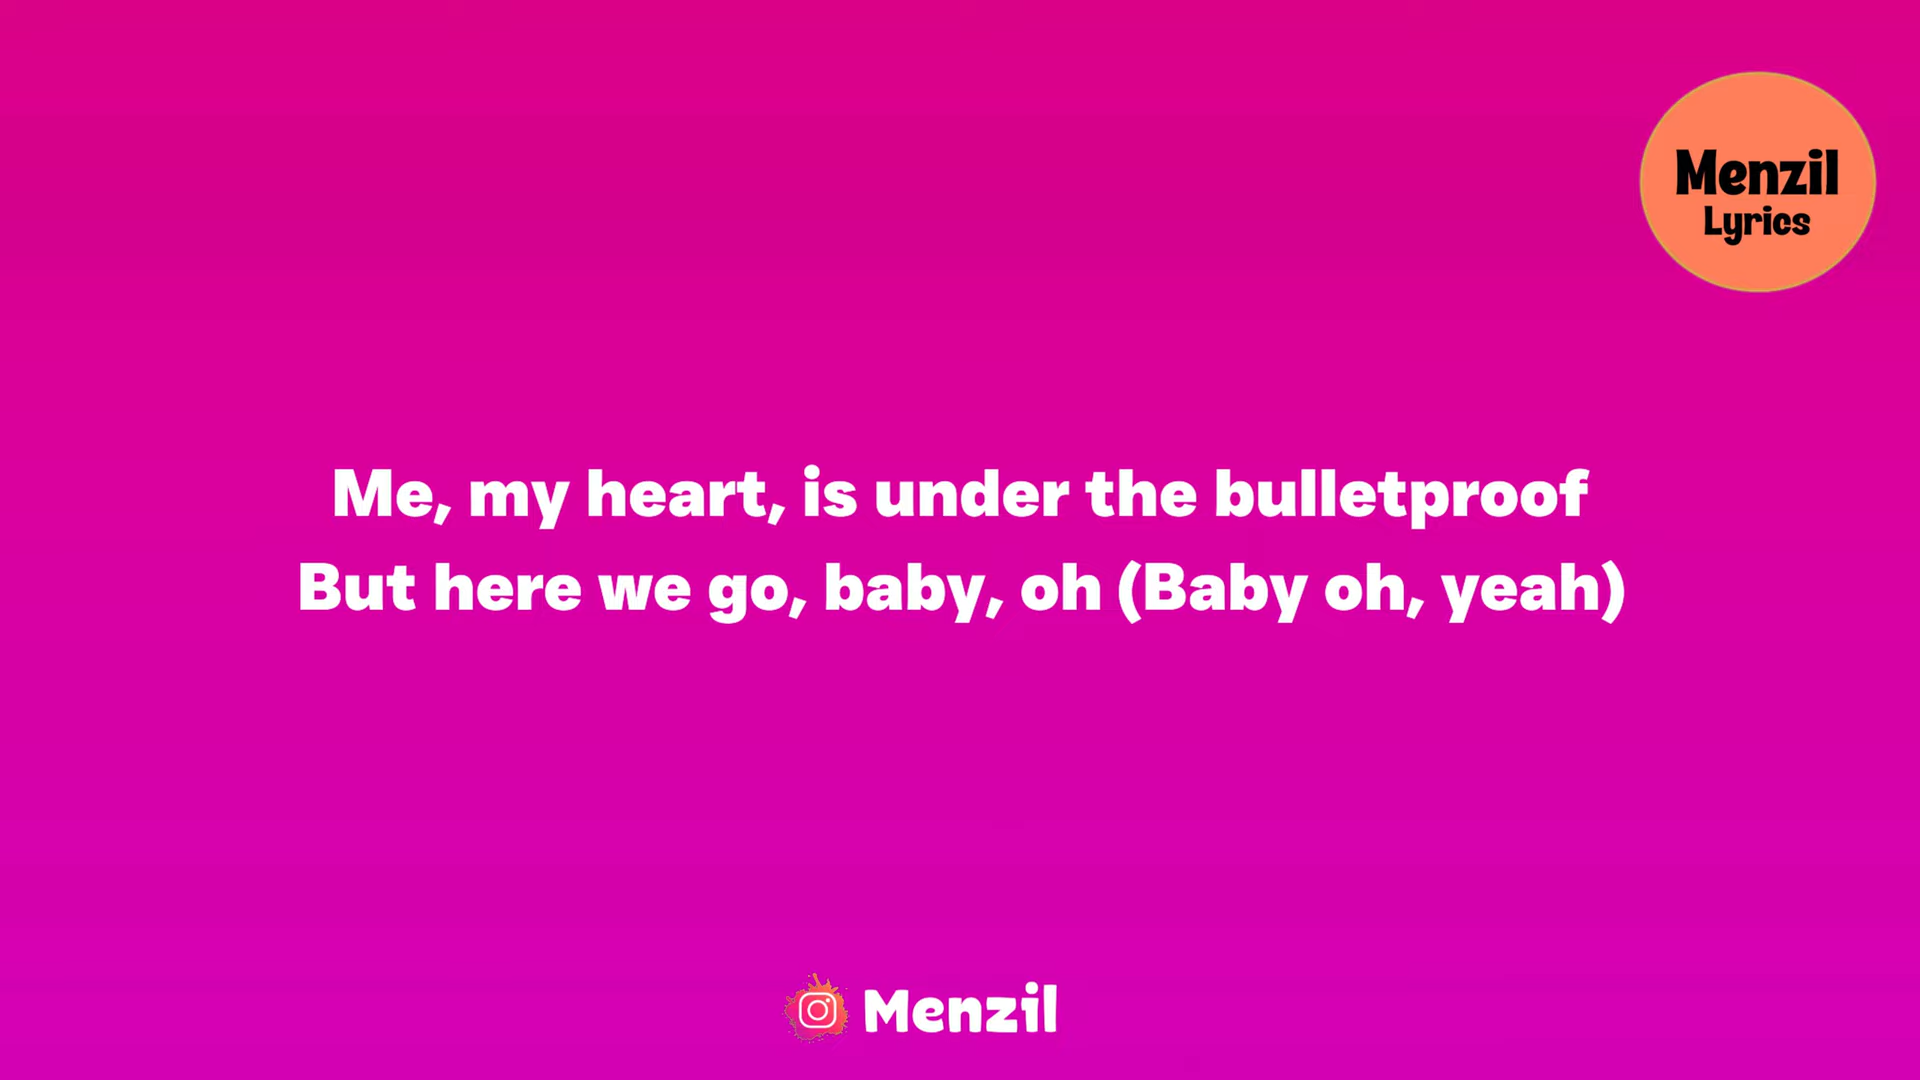 Menzil
Lyrics
Me, my heart, is under the bulletproof
But here we go, baby, oh (Baby oh, yeah)
Menzil